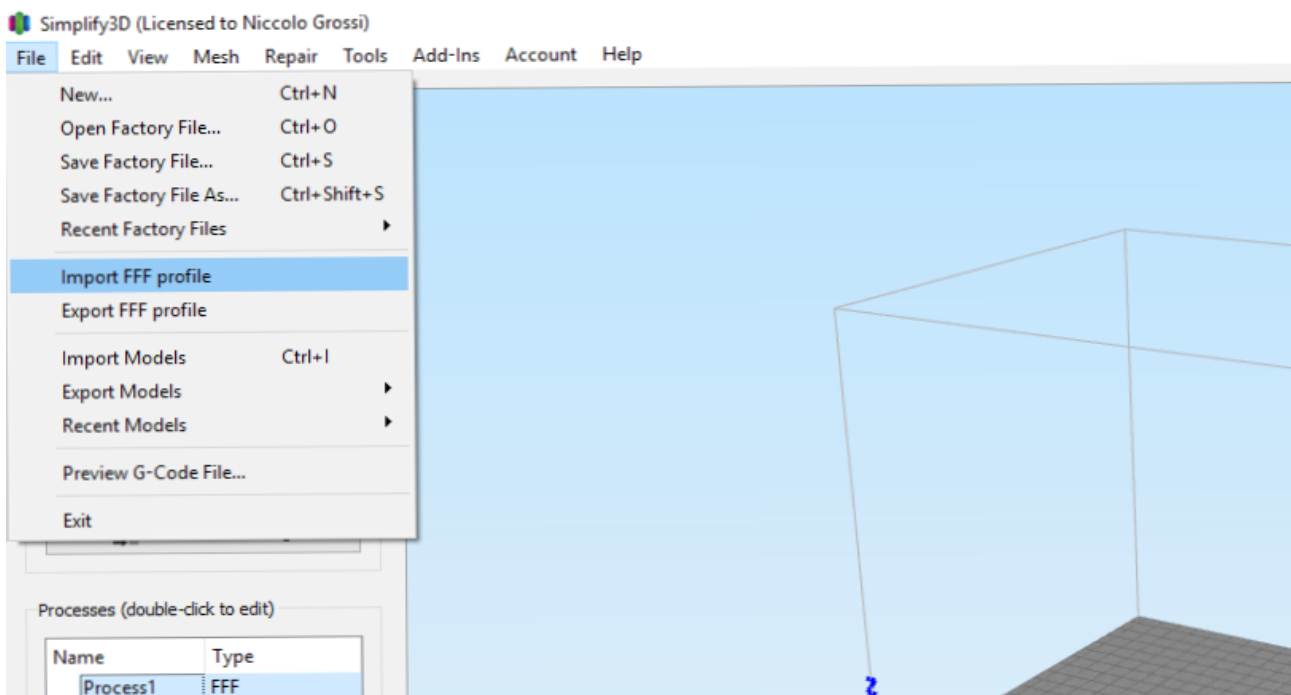 Simplify3D (Licensed to Niccolo Grossi)
File Edit View Mesh Repair Tools Add-Ins Account Help
New... Ctrl+N
Open Factory File... Ctrl+O
Save Factory File... Ctrl+S
Save Factory File As... Ctrl+Shift+S
Recent Factory Files
Import FFF profile
Export FFF profile
Import Models Ctrl+I
Export Models
Recent Models
Preview G-Code File...
Exit
Processes (double-click to edit)
Name Type
Process1 FFF